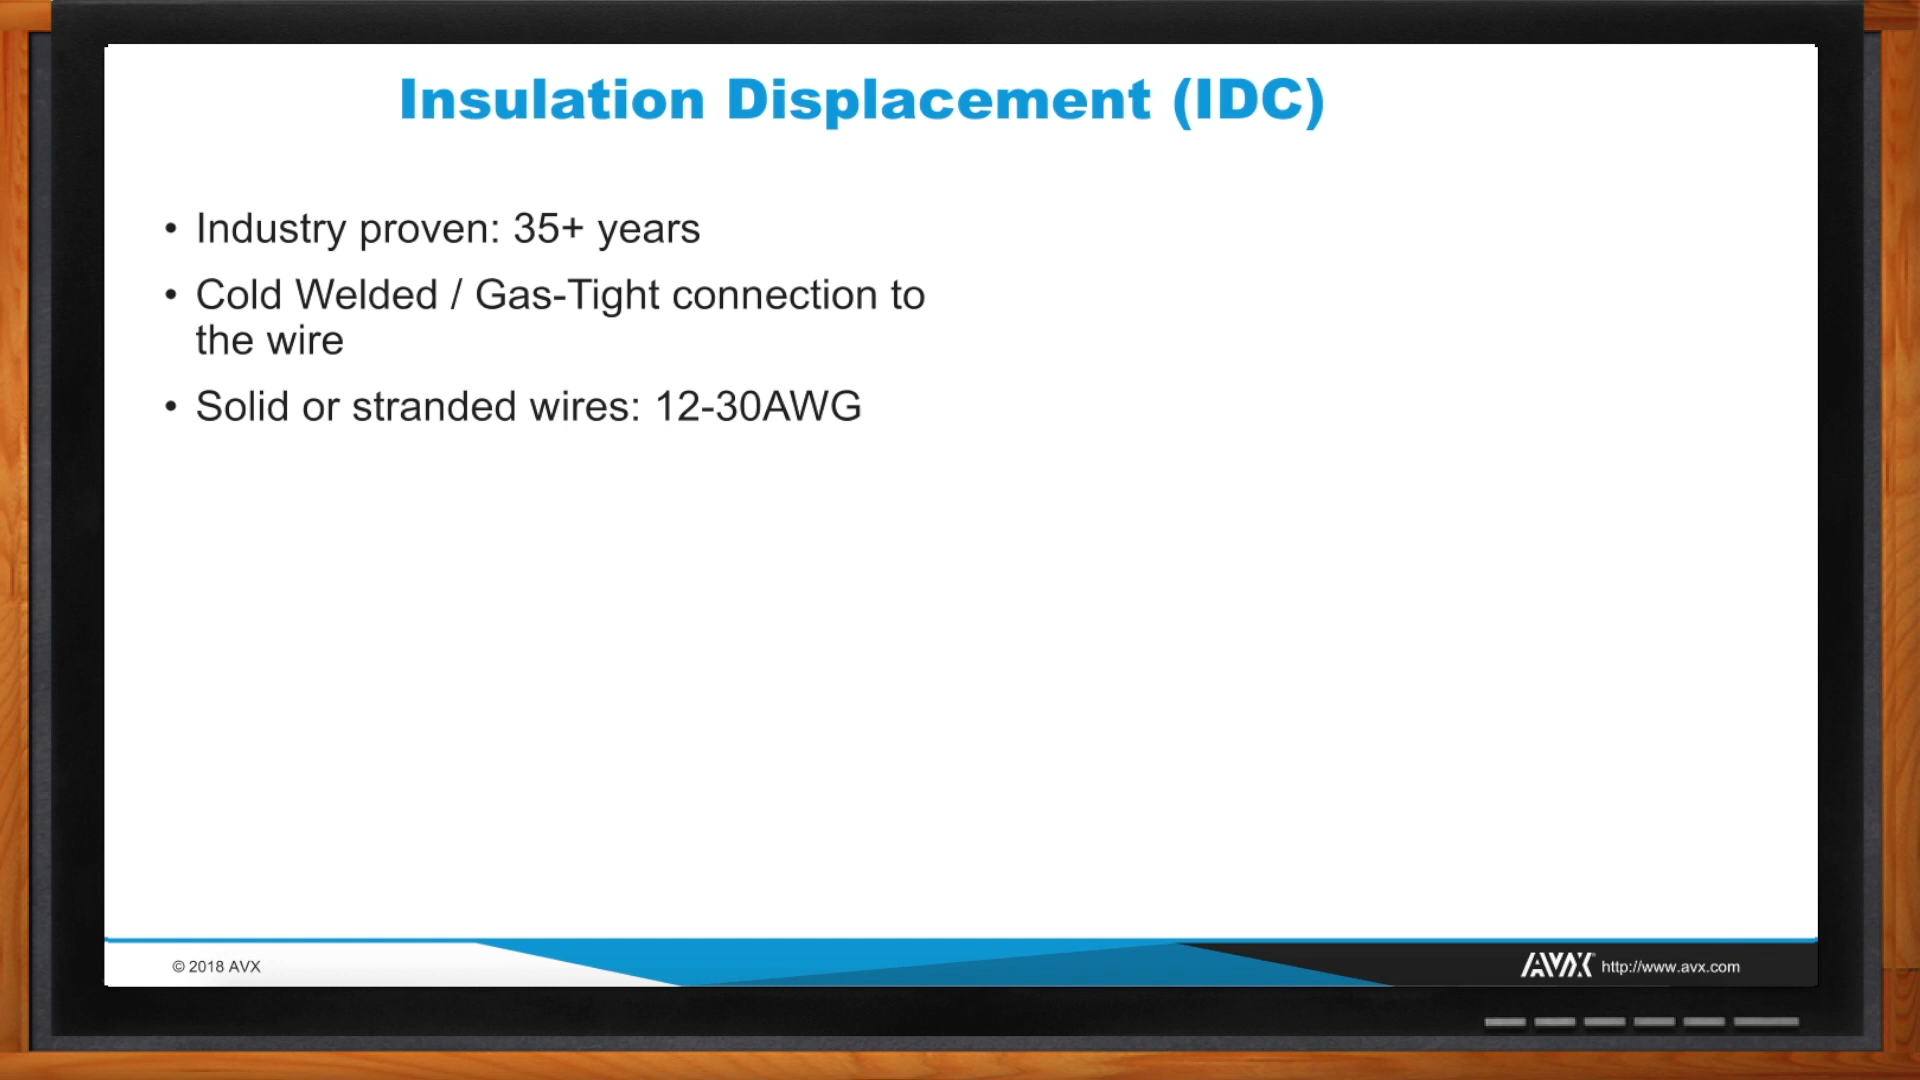 Insulation Displacement (IDC)
• Industry proven: 35+ years
• Cold Welded / Gas-Tight connection to
the wire
• Solid or stranded wires: 12-30AWG
© 2018 AVX
AVX http://www.avx.com